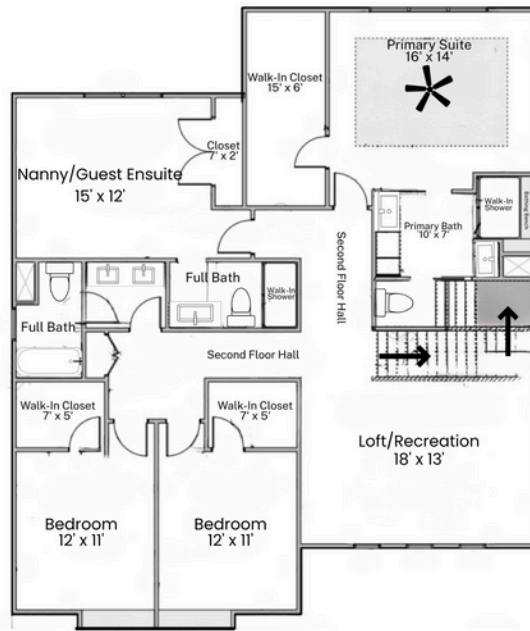 Primary Suite
16' x 14'
Walk-In Closet
15' x 6'
Closet
7' x 2'
Nanny/Guest Ensuite
15' x 12'
Walk-In
Shower
Bathing Bench
Primary Bath
10' x 7'
Second Floor Hall
Full Bath
Walk-In
Shower
Full Bath
Second Floor Hall
Walk-In Closet
7' x 5'
Walk-In Closet
7' x 5'
Loft/Recreation
18' x 13'
Bedroom
12' x 11'
Bedroom
12' x 11'